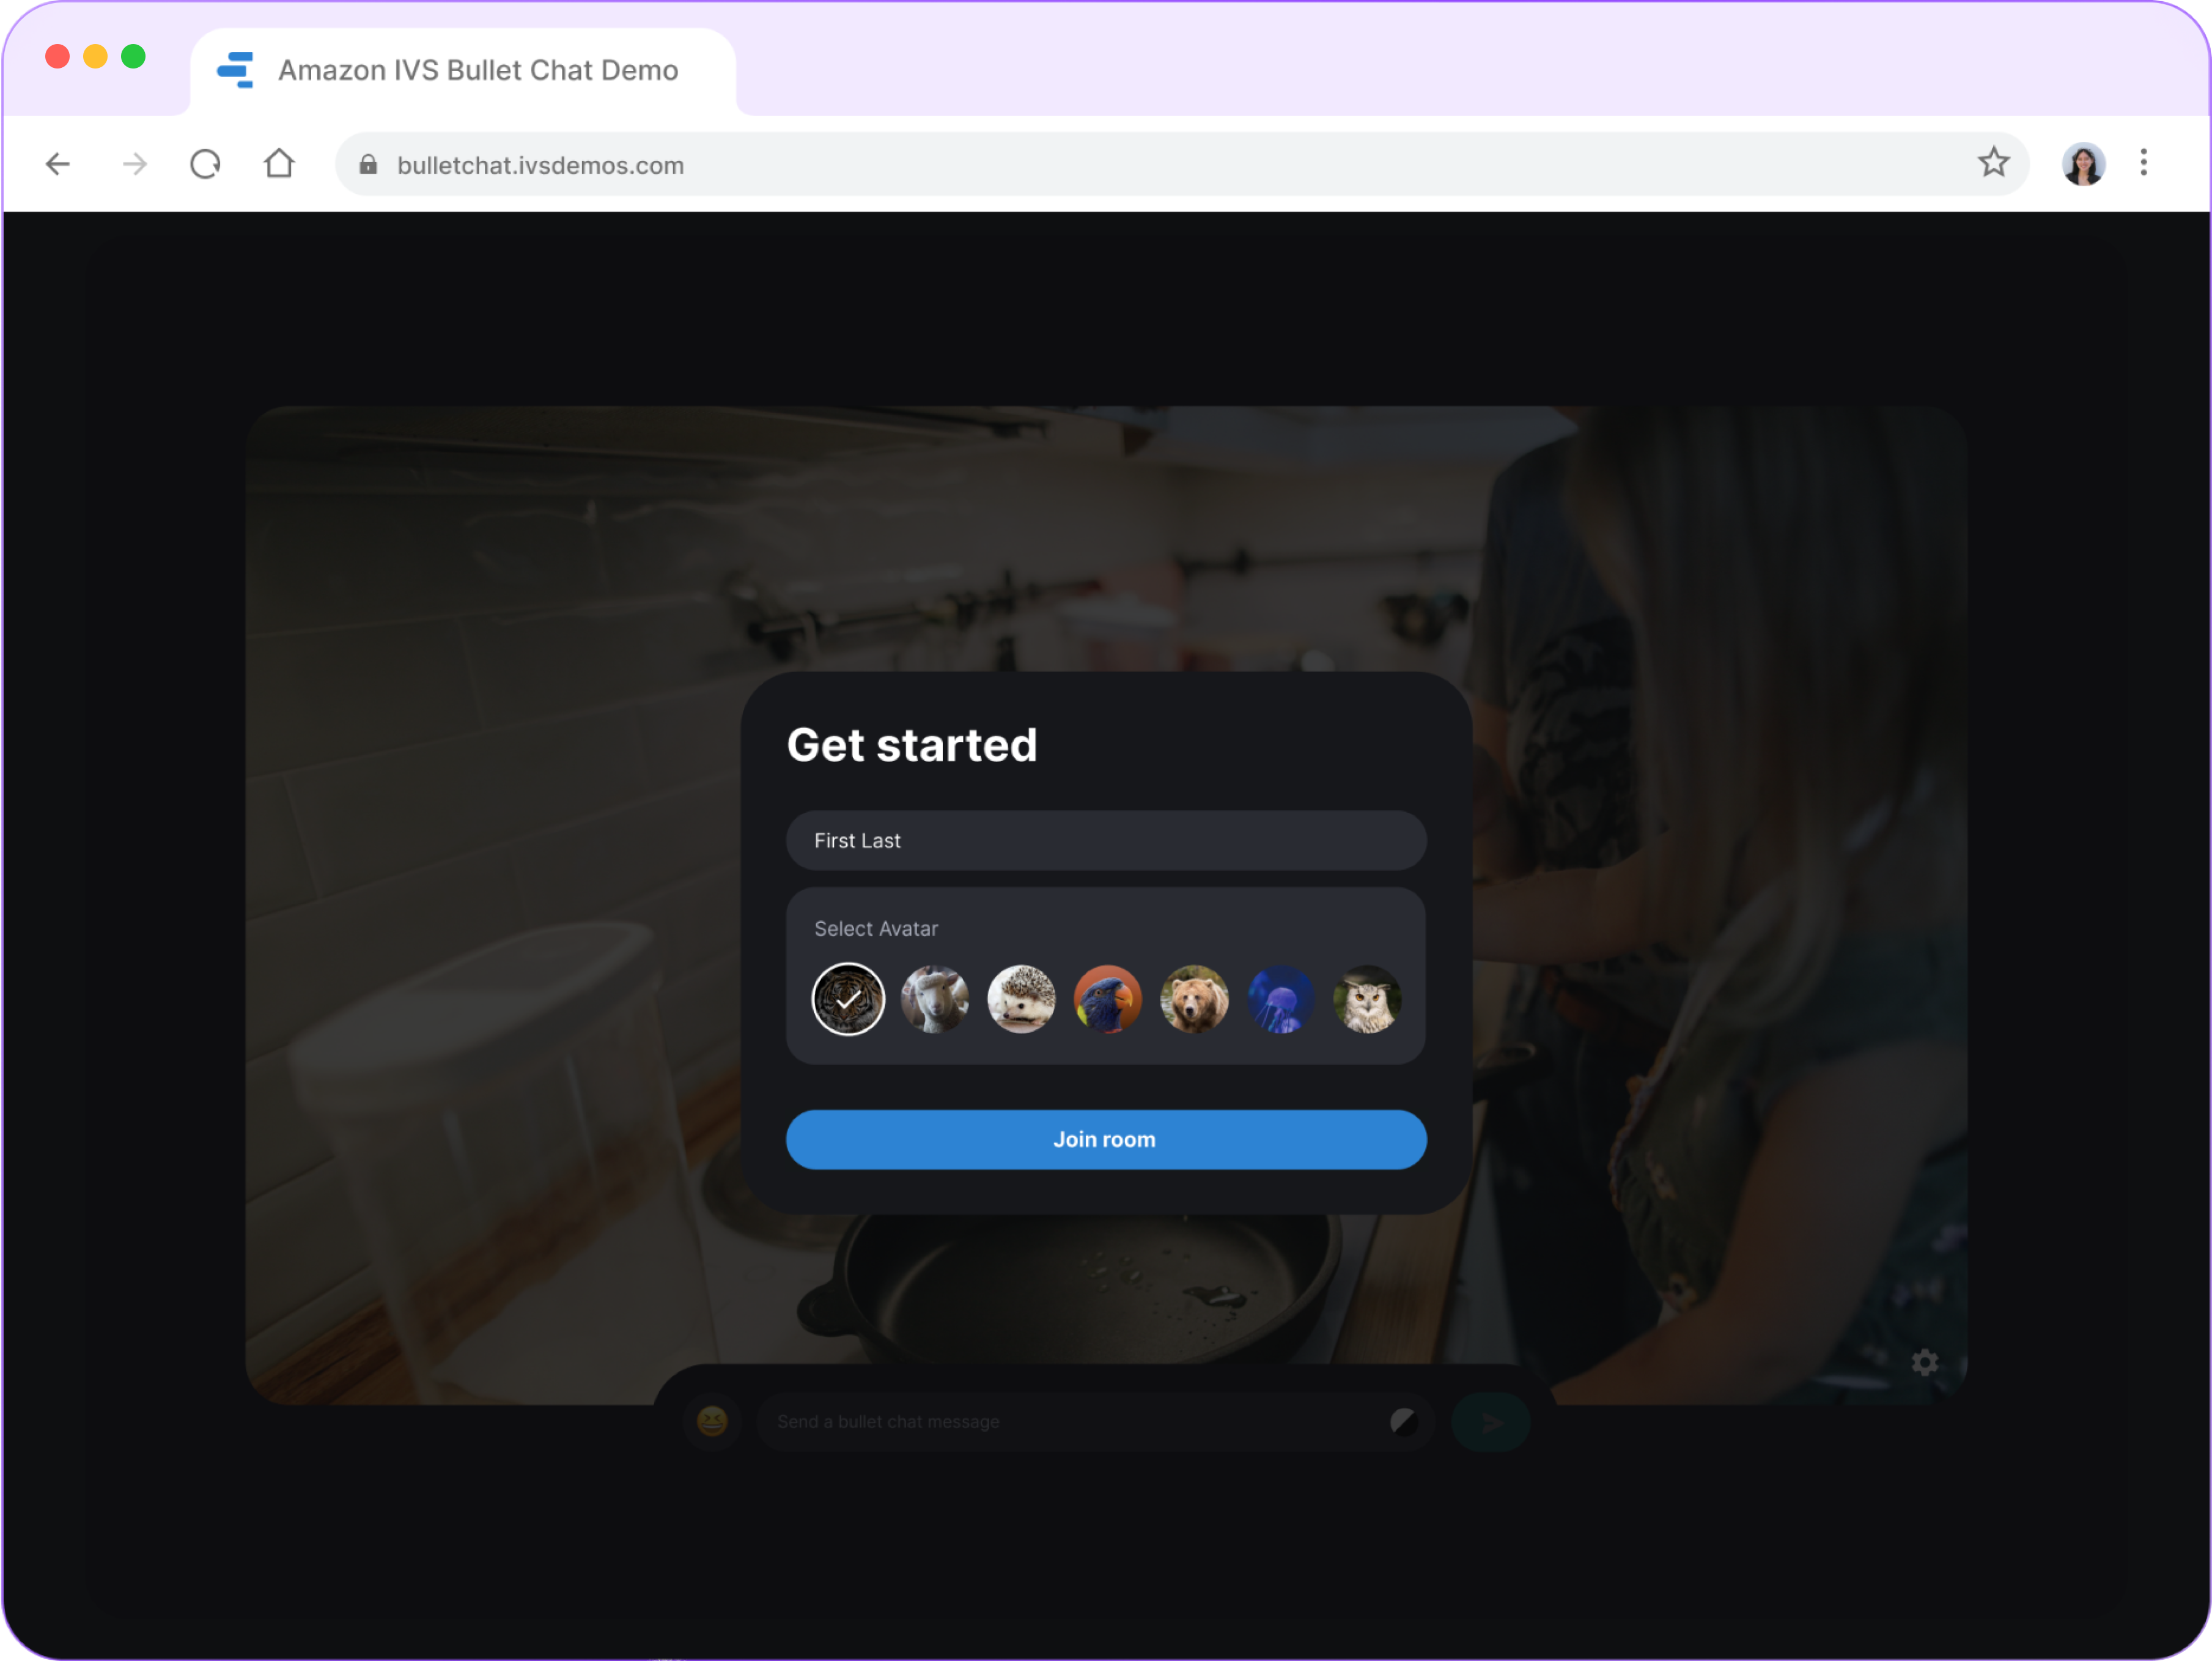 Amazon IVS Bullet Chat Demo
bulletchat.ivsdemos.com
Get started
First Last
Select Avatar
Join room
Send a bullet chat message